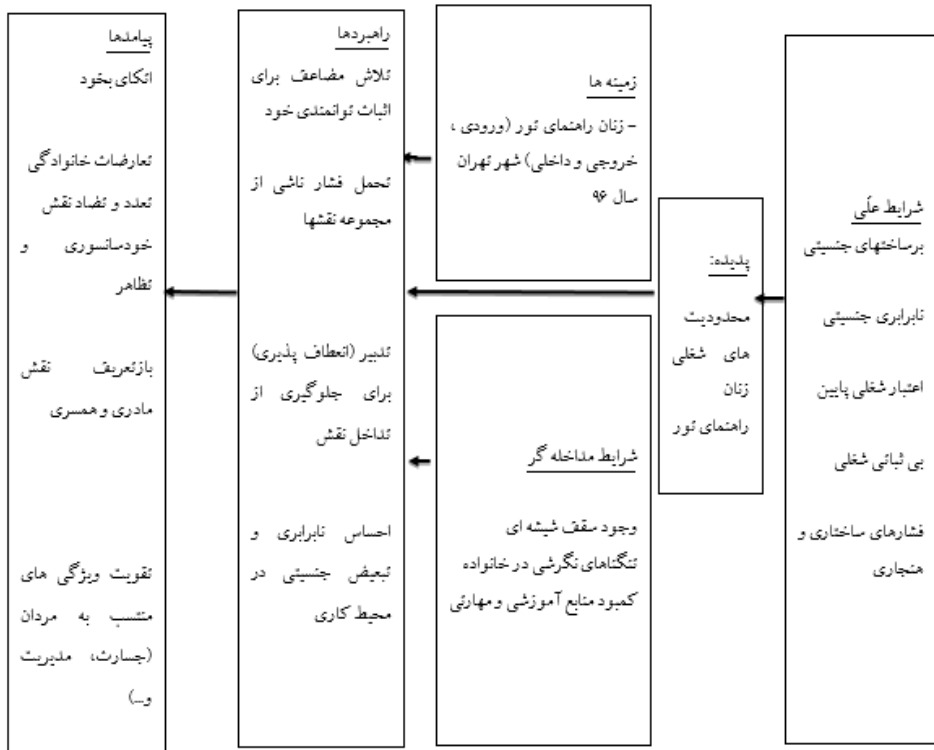 شرایط علّی
برساختهای جنسیتی
نابرابری جنسیتی
اعتبار شغلی پایین
بی ثباتی شغلی
فشارهای ساختاری و
هنجاری
پدیده:
محدودیت
های شغلی
زنان
راهنمای تور
زمینه ها
- زنان راهنمای تور (ورودی ،
خروجی و داخلی) شهر تهران
سال ۹۶
شرایط مداخله گر
وجود سقف شیشه ای
تنگناهای نگرشی در خانواده
کمبود منابع آموزشی و مهارتی
راهبردها
تلاش مضاعف برای
اثبات توانمندی خود
تحمل فشار ناشی از
مجموعه نقشها
تدبیر (انعطاف پذیری)
برای جلوگیری از
تداخل نقش
احساس نابرابری و
تبعیض جنسیتی در
محیط کاری
پیامدها
اتکای بخود
تعارضات خانوادگی
تعدد و تضاد نقش
خودسانسوری و
تظاهر
بازتعریف نقش
مادری و همسری
تقویت ویژگی های
منتسب به مردان
(جسارت، مدیریت
و...)